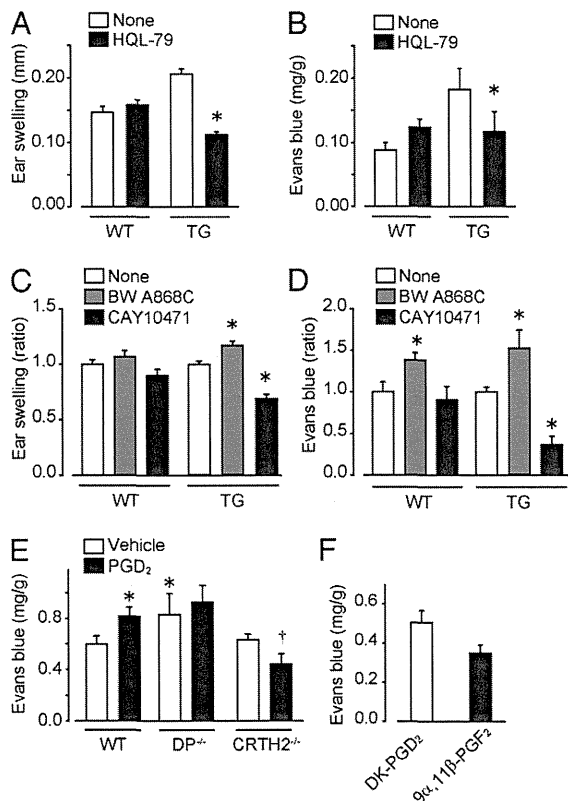 A
None
HQL-79
Ear swelling (mm)
0.20
0.10
0.00
WT TG
*
B
None
HQL-79
Evans blue (mg/g)
0.20
0.10
0.00
WT TG
*
C
None
BW A868C
CAY10471
Ear swelling (ratio)
1.5
1.0
0.5
0.0
WT TG
* *
D
None
BW A868C
CAY10471
Evans blue (ratio)
2.0
1.5
1.0
0.5
0.0
WT TG
* * *
E
Vehicle
PGD₂
Evans blue (mg/g)
0.8
0.4
0.0
WT DP⁻/⁻ CRTH2⁻/⁻
* * †
F
Evans blue (mg/g)
0.6
0.4
0.2
0.0
DK-PGD₂
9α,11β-PGF₂